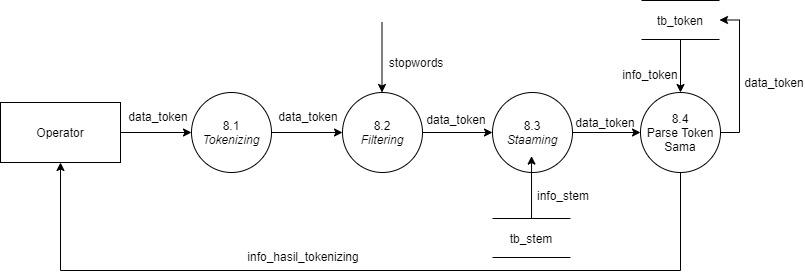 tb_token
stopwords
info_token
data_token
Operator
data_token
8.1
Tokenizing
data_token
8.2
Filtering
data_token
8.3
Staaming
data_token
8.4
Parse Token
Sama
info_stem
tb_stem
info_hasil_tokenizing